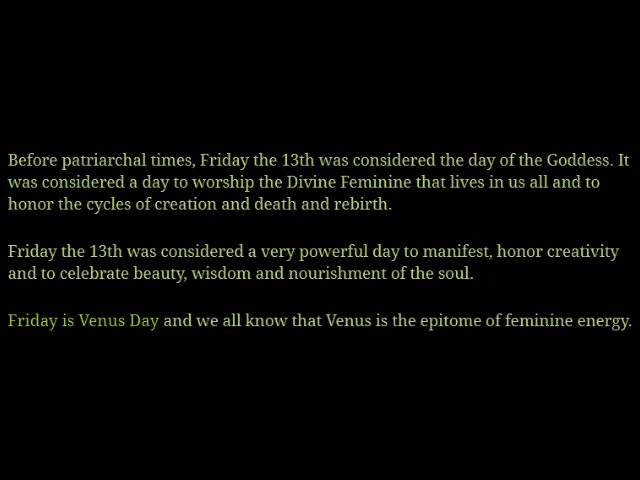 Before patriarchal times, Friday the 13th was considered the day of the Goddess. It
was considered a day to worship the Divine Feminine that lives in us all and to
honor the cycles of creation and death and rebirth.
Friday the 13th was considered a very powerful day to manifest, honor creativity
and to celebrate beauty, wisdom and nourishment of the soul.
Friday is Venus Day and we all know that Venus is the epitome of feminine energy.